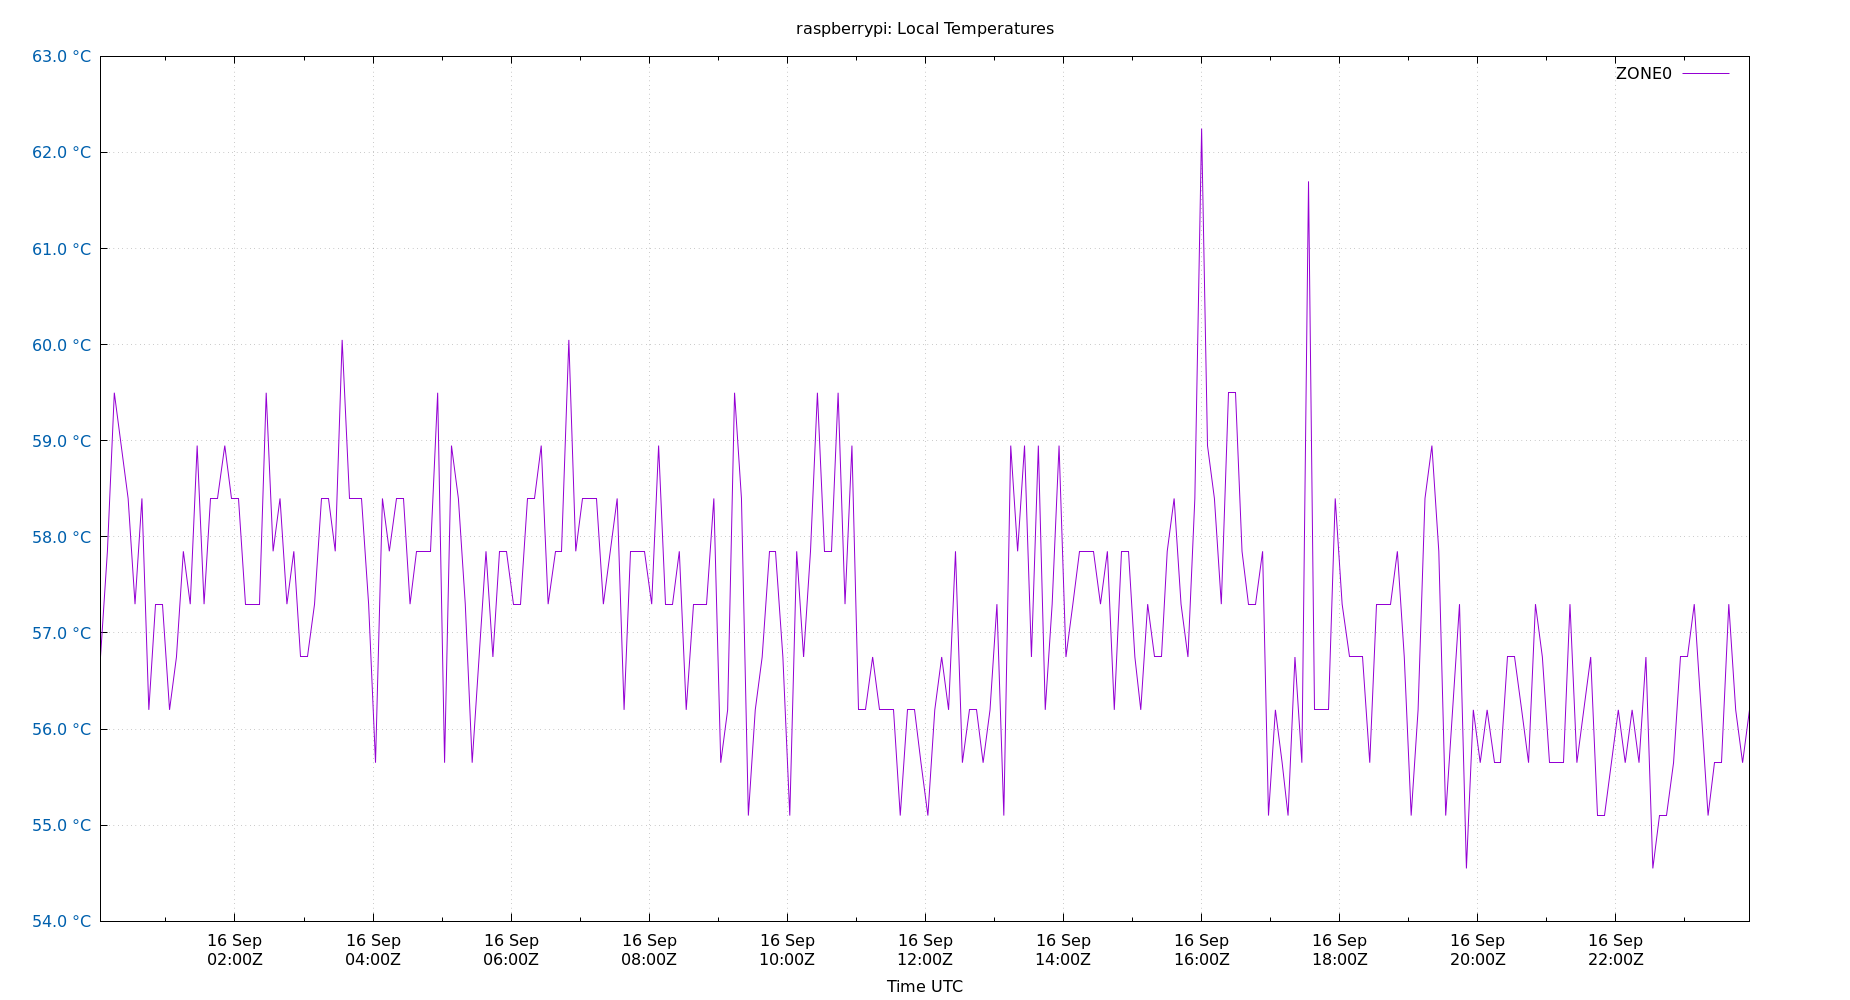 raspberrypi: Local Temperatures
63.0 °C
ZONE0
62.0 °C
61.0 °C
60.0 °C
59.0 °C
58.0 °C
57.0 °C
56.0 °C
55.0 °C
54.0 °C
16 Sep 16 Sep 16 Sep 16 Sep 16 Sep 16 Sep 16 Sep 16 Sep 16 Sep 16 Sep 16 Sep
02:00Z 04:00Z 06:00Z 08:00Z 10:00Z 12:00Z 14:00Z 16:00Z 18:00Z 20:00Z 22:00Z
Time UTC